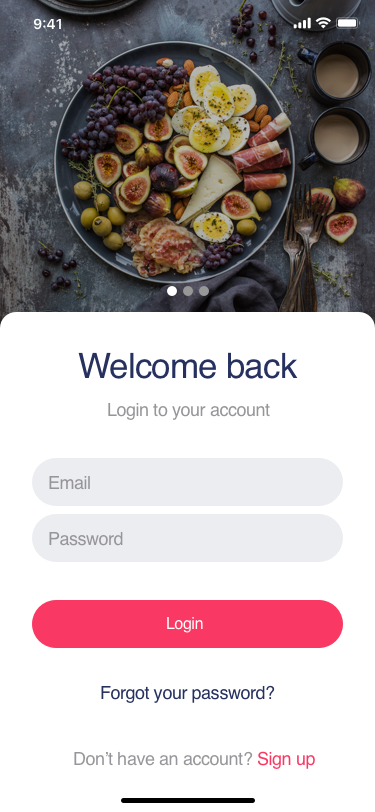 9:41
Welcome back
Login to your account
Email
Password
Login
Forgot your password?
Don't have an account? Sign up